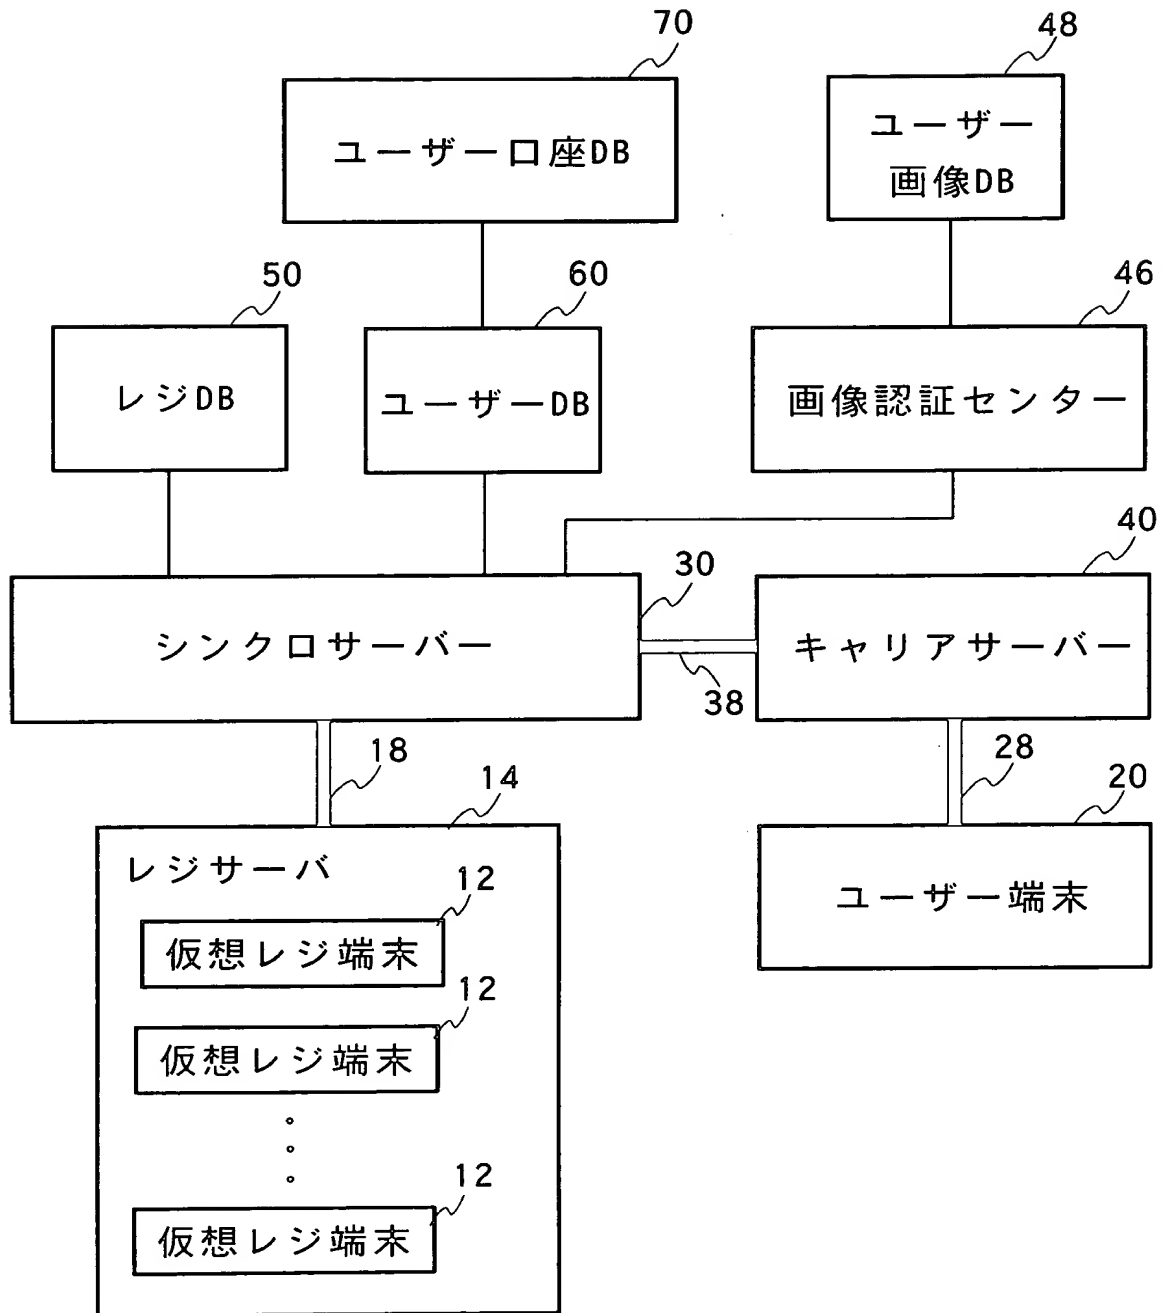 70
48
ユーザー口座DB
ユーザー
画像DB
50
60
46
レジDB
ユーザーDB
画像認証センター
30
40
シンクロサーバー
キャリアサーバー
38
18
28
14
20
レジサーバ
ユーザー端末
12
仮想レジ端末
12
仮想レジ端末
12
仮想レジ端末